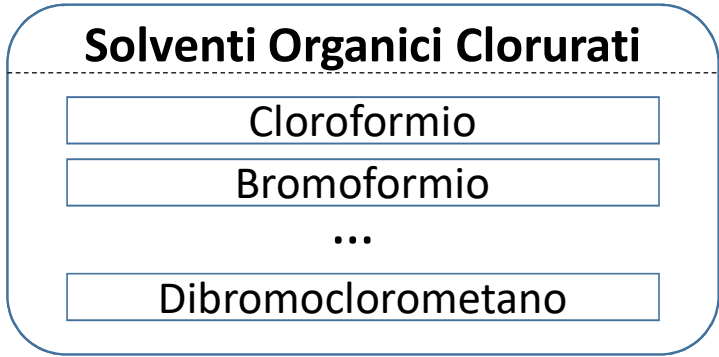 Solventi Organici Clorurati
Cloroformio
Bromoformio
...
Dibromoclorometano